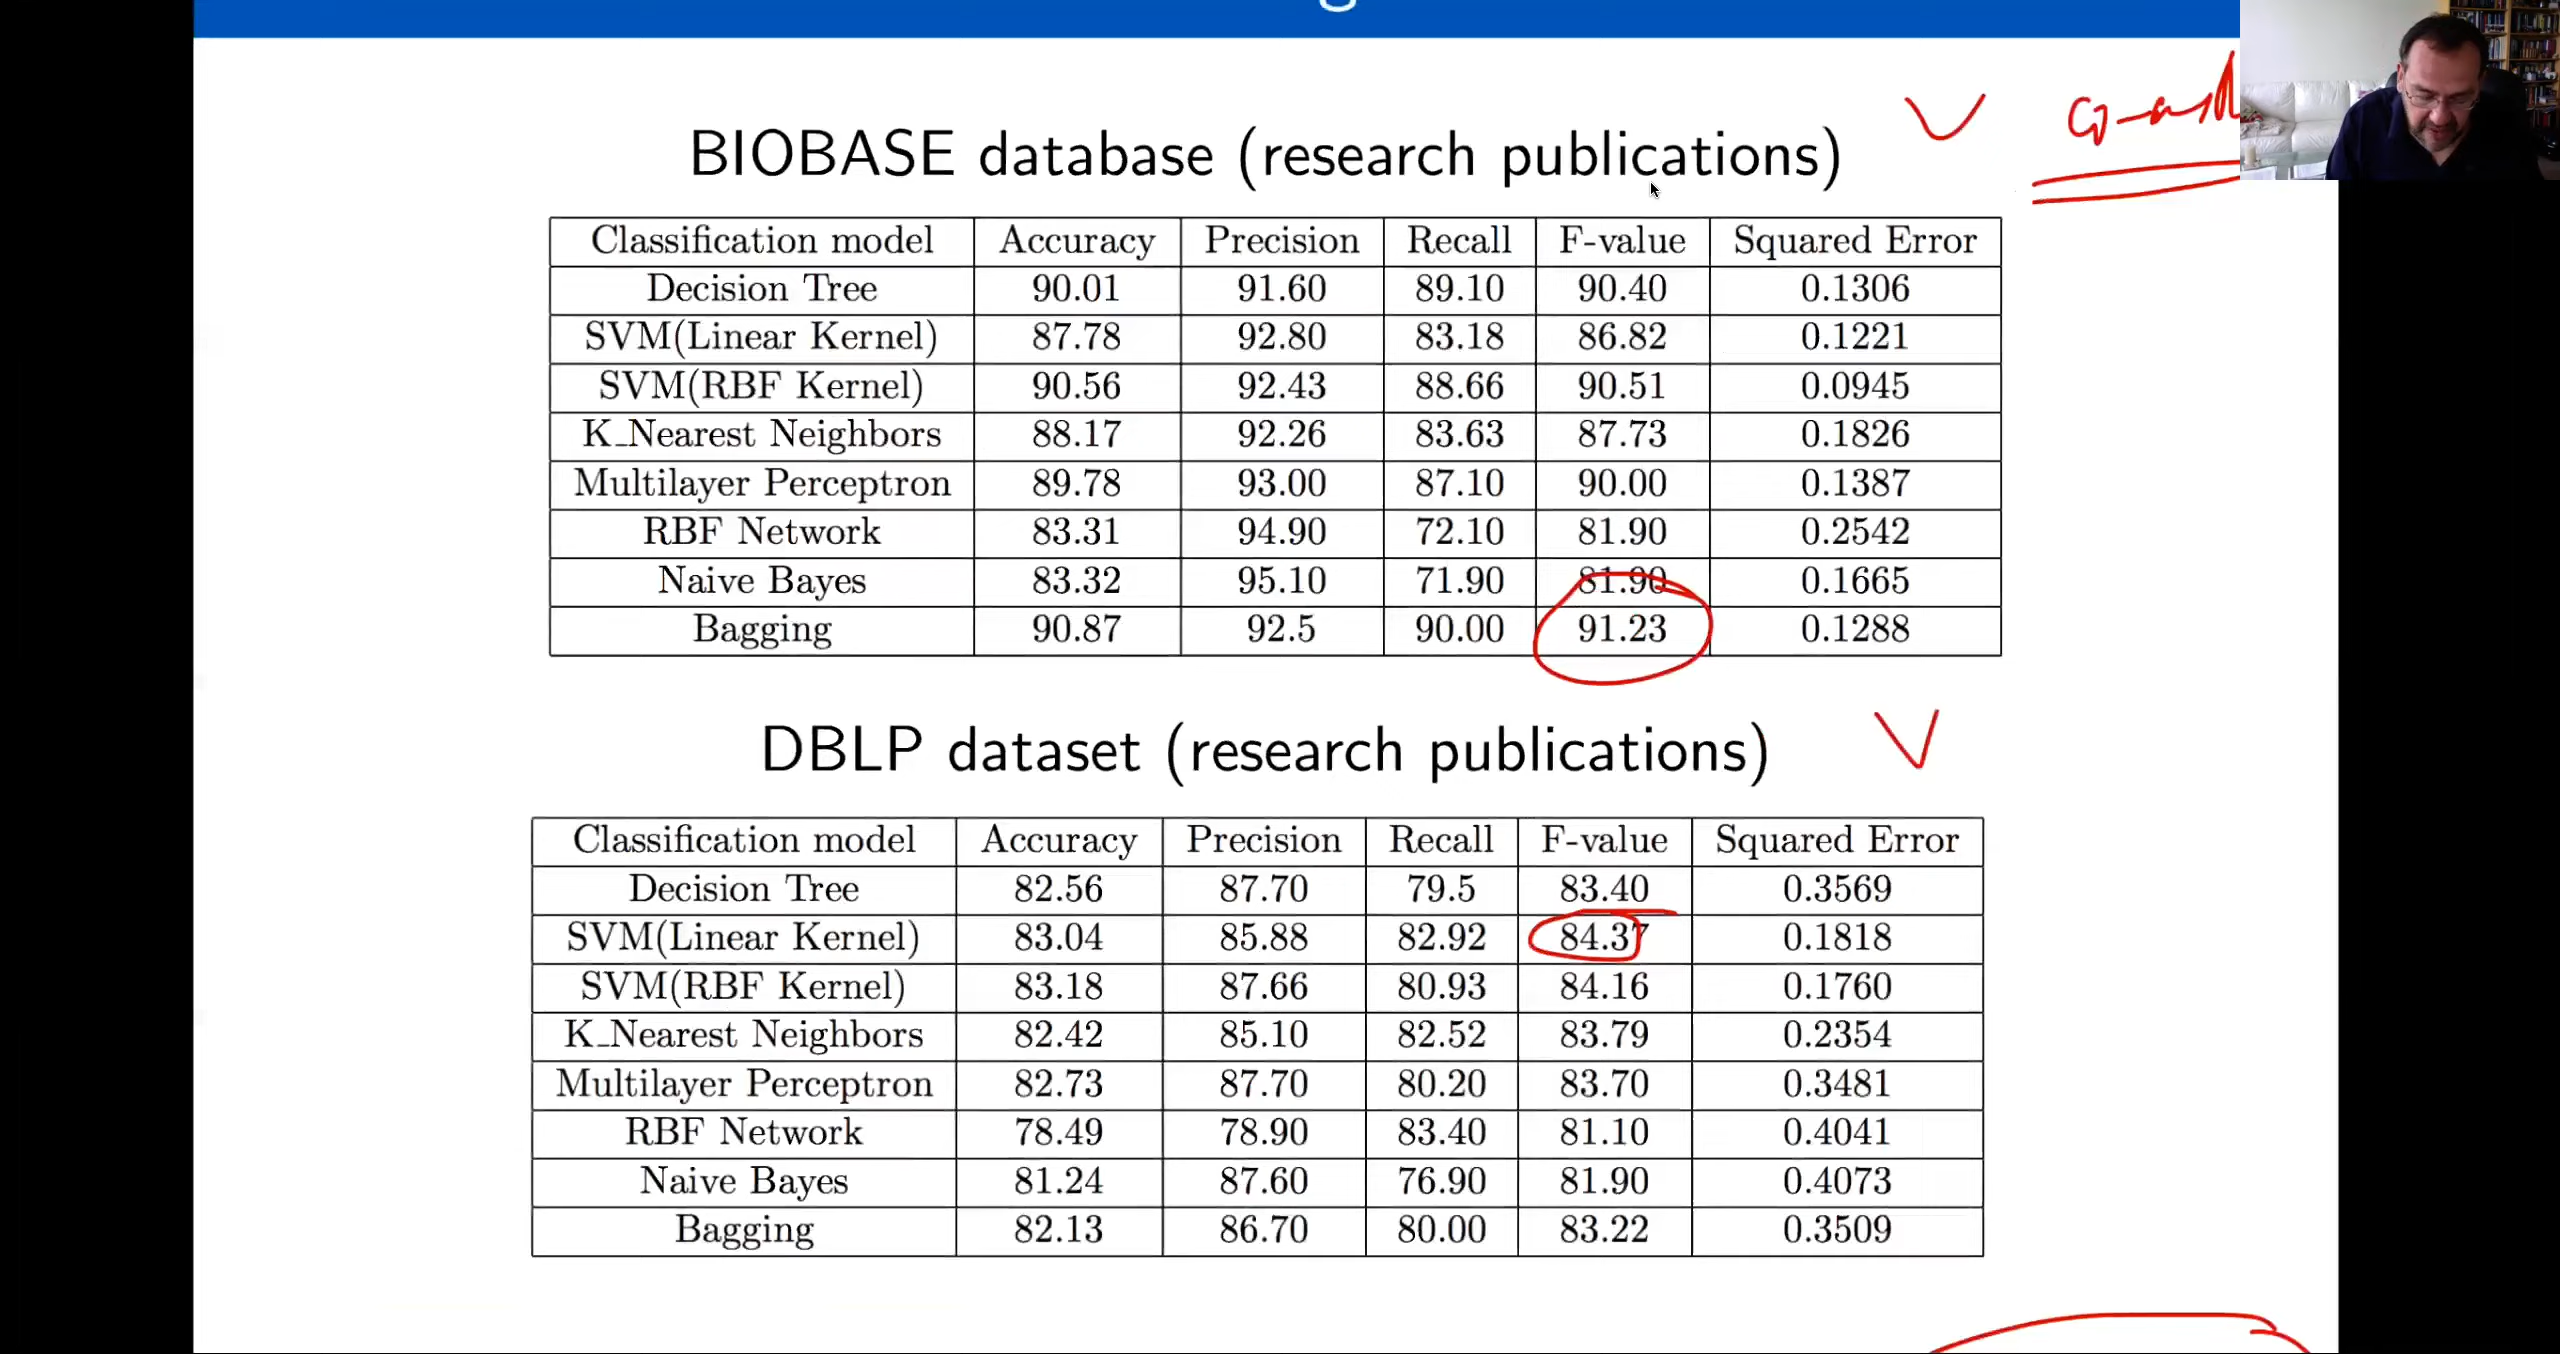 BIOBASE database (research publications)
Classification model Accuracy Precision Recall F-value Squared Error
Decision Tree 90.01 91.60 89.10 90.40 0.1306
SVM(Linear Kernel) 87.78 92.80 83.18 86.82 0.1221
SVM(RBF Kernel) 90.56 92.43 88.66 90.51 0.0945
K_Nearest Neighbors 88.17 92.26 83.63 87.73 0.1826
Multilayer Perceptron 89.78 93.00 87.10 90.00 0.1387
RBF Network 83.31 94.90 72.10 81.90 0.2542
Naive Bayes 83.32 95.10 71.90 81.90 0.1665
Bagging 90.87 92.5 90.00 91.23 0.1288
DBLP dataset (research publications)
Classification model Accuracy Precision Recall F-value Squared Error
Decision Tree 82.56 87.70 79.5 83.40 0.3569
SVM(Linear Kernel) 83.04 85.88 82.92 84.37 0.1818
SVM(RBF Kernel) 83.18 87.66 80.93 84.16 0.1760
K_Nearest Neighbors 82.42 85.10 82.52 83.79 0.2354
Multilayer Perceptron 82.73 87.70 80.20 83.70 0.3481
RBF Network 78.49 78.90 83.40 81.10 0.4041
Naive Bayes 81.24 87.60 76.90 81.90 0.4073
Bagging 82.13 86.70 80.00 83.22 0.3509